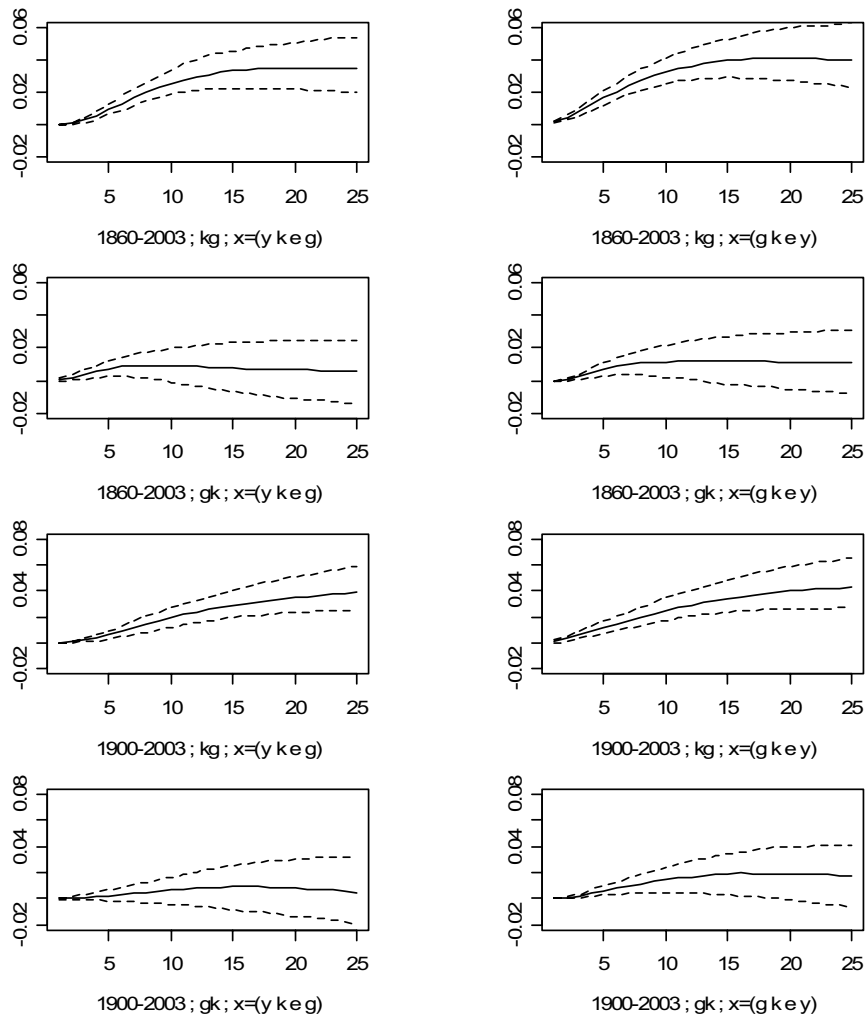 0.06
0.02
-0.02
5 10 15 20 25
1860-2003 ; kg ; x=(y k e g)
0.06
0.02
-0.02
5 10 15 20 25
1860-2003 ; kg ; x=(g k e y)
0.06
0.02
-0.02
5 10 15 20 25
1860-2003 ; gk ; x=(y k e g)
0.06
0.02
-0.02
5 10 15 20 25
1860-2003 ; gk ; x=(g k e y)
0.08
0.04
-0.02
5 10 15 20 25
1900-2003 ; kg ; x=(y k e g)
0.08
0.04
-0.02
5 10 15 20 25
1900-2003 ; kg ; x=(g k e y)
0.08
0.04
-0.02
5 10 15 20 25
1900-2003 ; gk ; x=(y k e g)
0.08
0.04
-0.02
5 10 15 20 25
1900-2003 ; gk ; x=(g k e y)